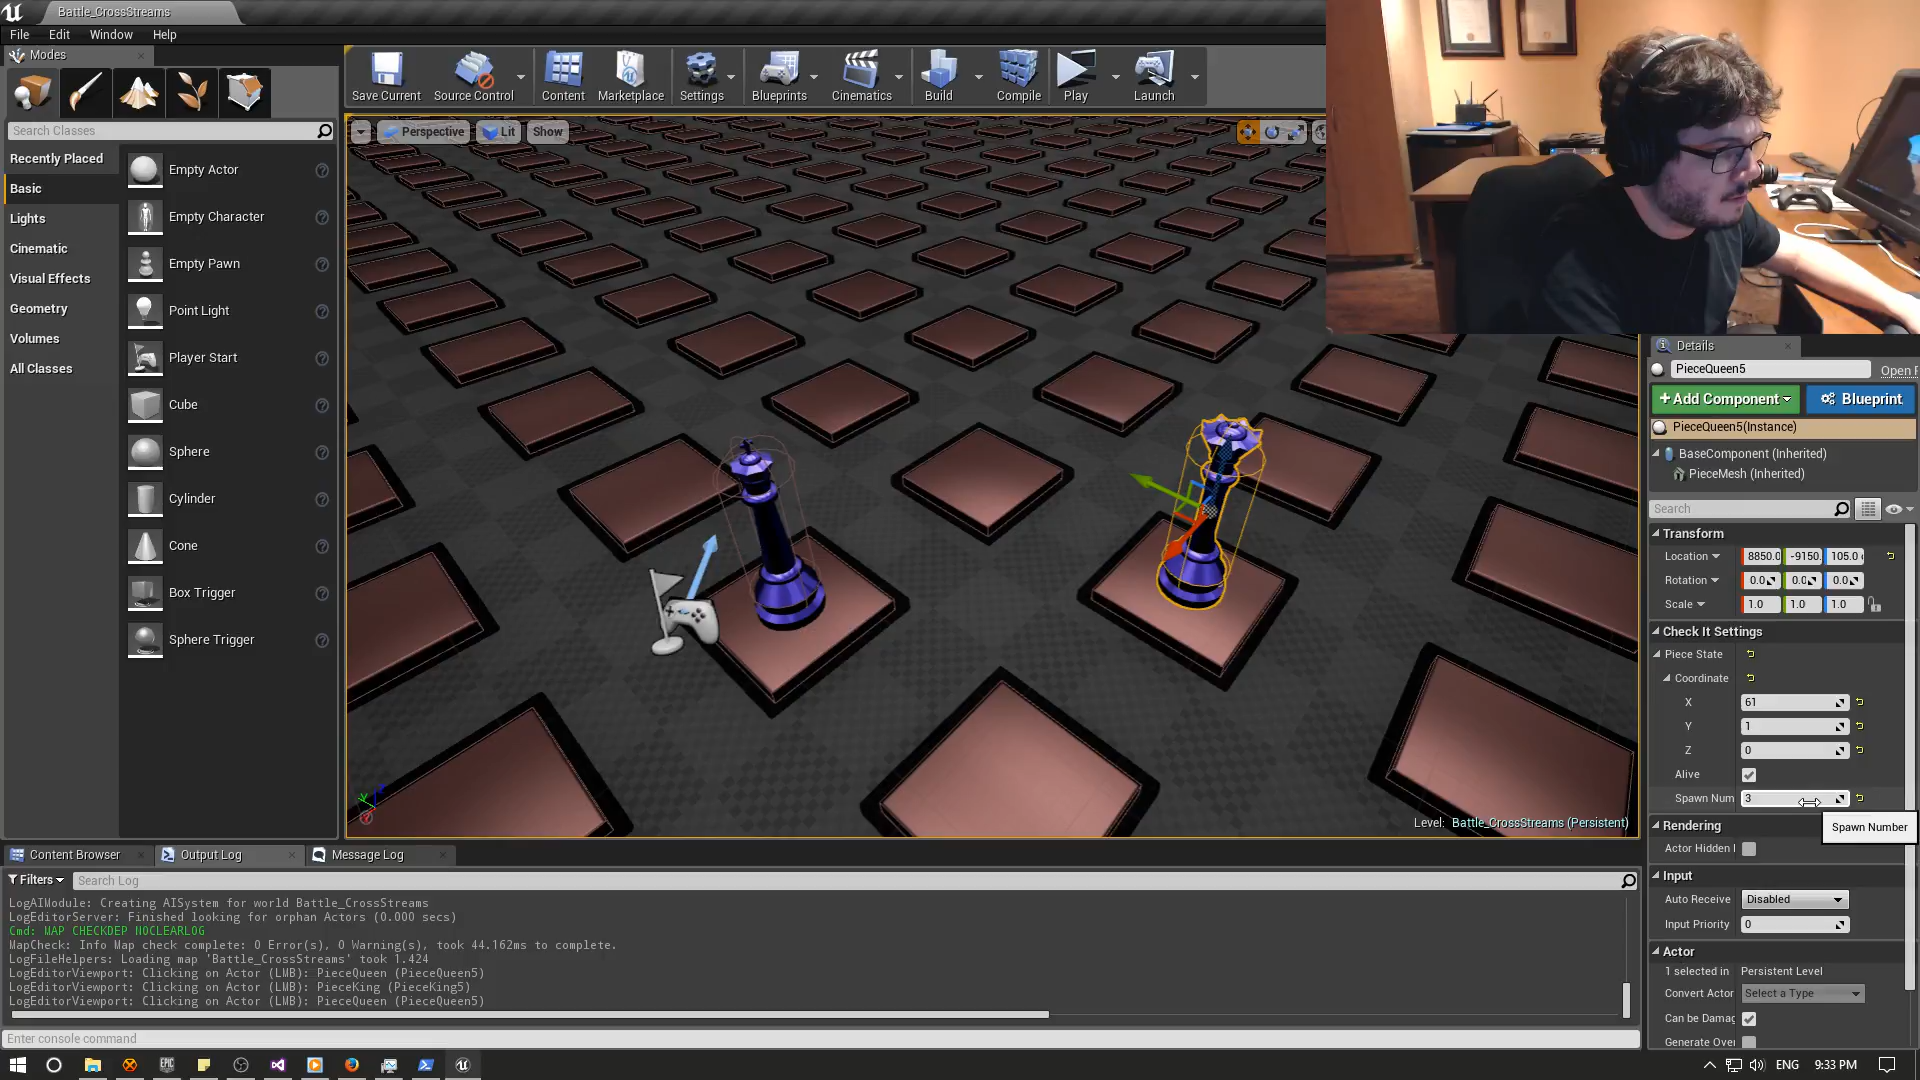 Battle_CrossStreams
File Edit Window Help
Modes
Save Current Source Control Content Marketplace Settings Blueprints Cinematics Build Compile Play Launch
Search Classes
Perspective Lit Show
Recently Placed
Basic
Lights
Cinematic
Visual Effects
Geometry
Volumes
All Classes
Empty Actor
Empty Character
Empty Pawn
Point Light
Player Start
Cube
Sphere
Cylinder
Cone
Box Trigger
Sphere Trigger
Level: Battle_CrossStreams (Persistent)
Details
PieceQueen5
Open
+Add Component Blueprint
PieceQueen5(Instance)
BaseComponent (Inherited)
PieceMesh (Inherited)
Search
Transform
Location 8850.0 -9150. 105.0
Rotation 0.0 0.0 0.0
Scale 1.0 1.0 1.0
Check It Settings
Piece State
Coordinate
X 61
Y 1
Z 0
Alive
Spawn Num 3
Spawn Number
Rendering
Actor Hidden
Input
Auto Receive Disabled
Input Priority 0
Actor
1 selected in Persistent Level
Convert Actor Select a Type
Can be Damag
Generate Over
Content Browser Output Log Message Log
Filters Search Log
LogAIModule: Creating AISystem for world Battle_CrossStreams
LogEditorServer: Finished looking for orphan Actors (0.000 secs)
Cmd: MAP CHECKDEP NOCLEARLOG
MapCheck: Info Map check complete: 0 Error(s), 0 Warning(s), took 44.162ms to complete.
LogFileHelpers: Loading map 'Battle_CrossStreams' took 1.424
LogEditorViewport: Clicking on Actor (LMB): PieceQueen (PieceQueen5)
LogEditorViewport: Clicking on Actor (LMB): PieceKing (PieceKing5)
LogEditorViewport: Clicking on Actor (LMB): PieceQueen (PieceQueen5)
Enter console command
EPIC
ENG 9:33 PM